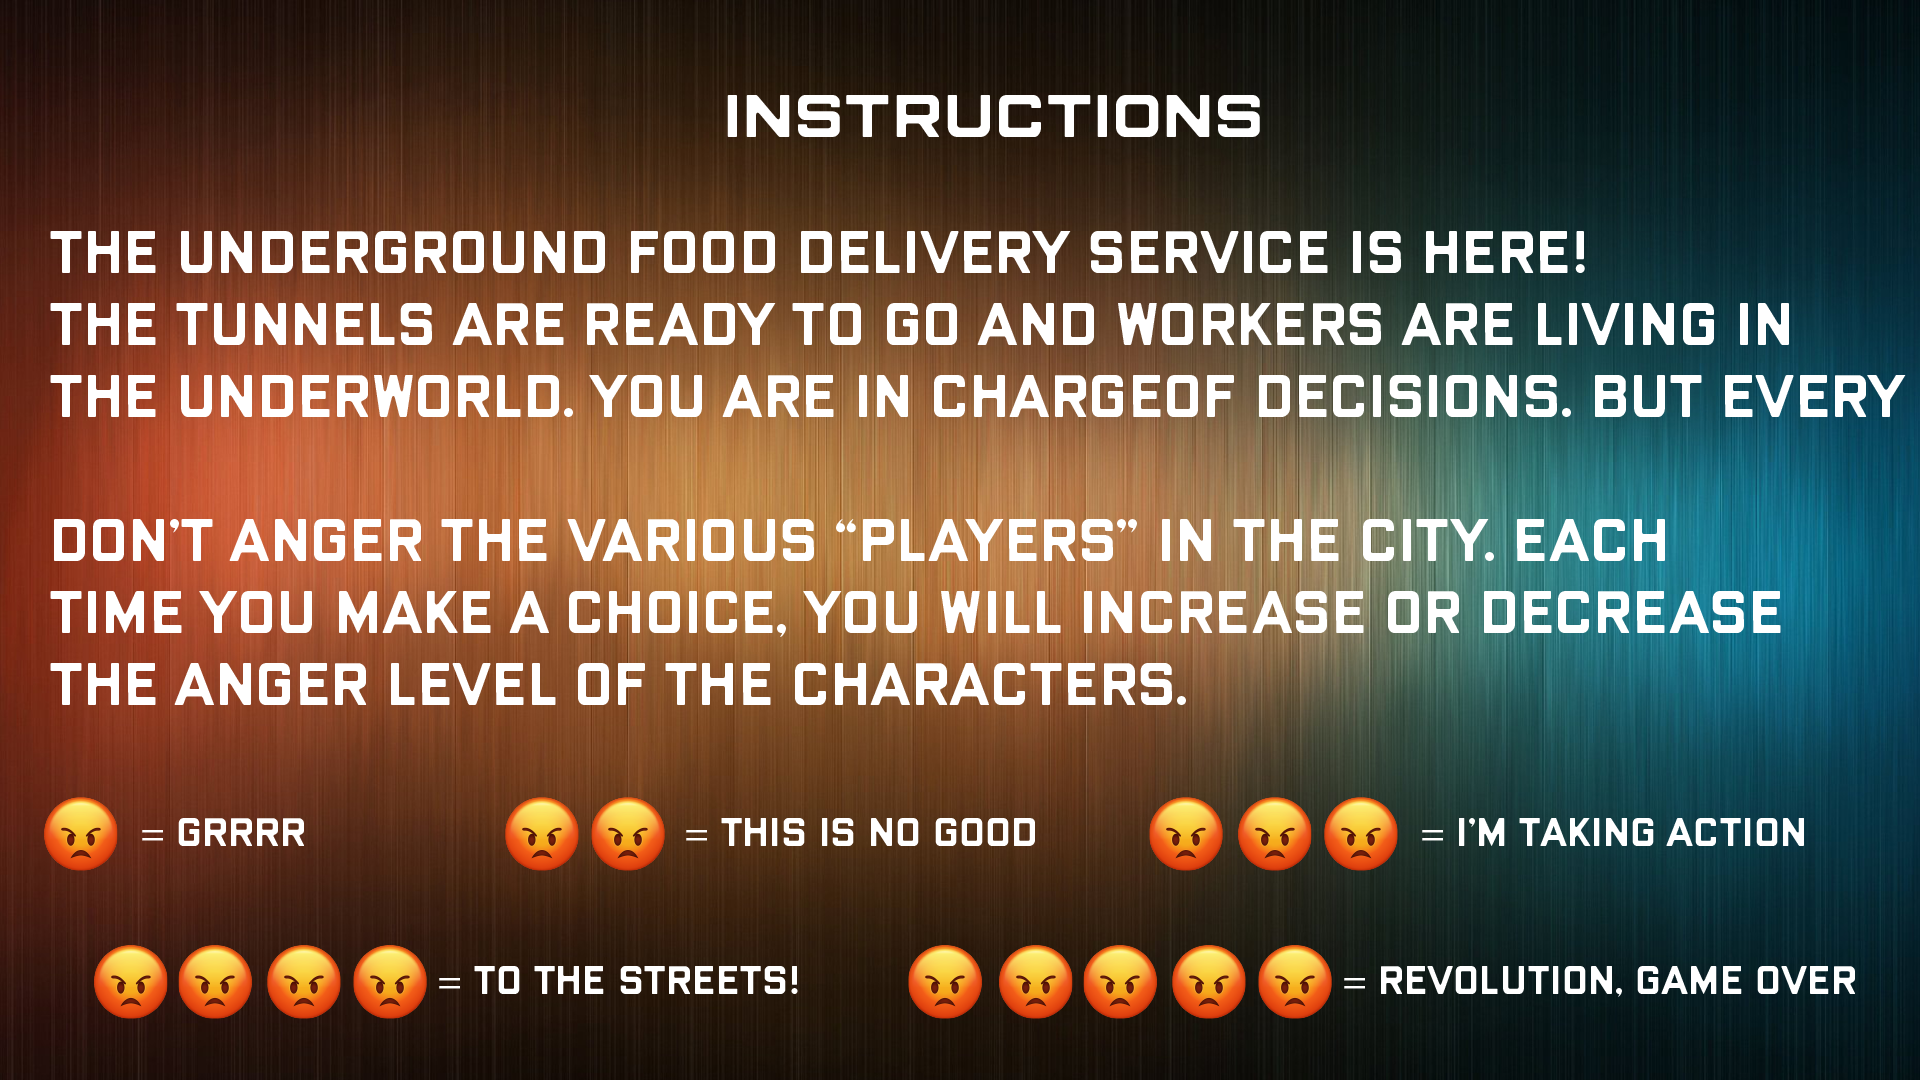 INSTRUCTIONS
THE UNDERGROUND FOOD DELIVERY SERVICE IS HERE!
THE TUNNELS ARE READY TO GO AND WORKERS ARE LIVING IN
THE UNDERWORLD. YOU ARE IN CHARGEOF DECISIONS. BUT EVERY
DON'T ANGER THE VARIOUS “PLAYERS” IN THE CITY. EACH
TIME YOU MAKE A CHOICE, YOU WILL INCREASE OR DECREASE
THE ANGER LEVEL OF THE CHARACTERS.
= GRRRR = THIS IS NO GOOD = I'M TAKING ACTION
= TO THE STREETS! = REVOLUTION, GAME OVER